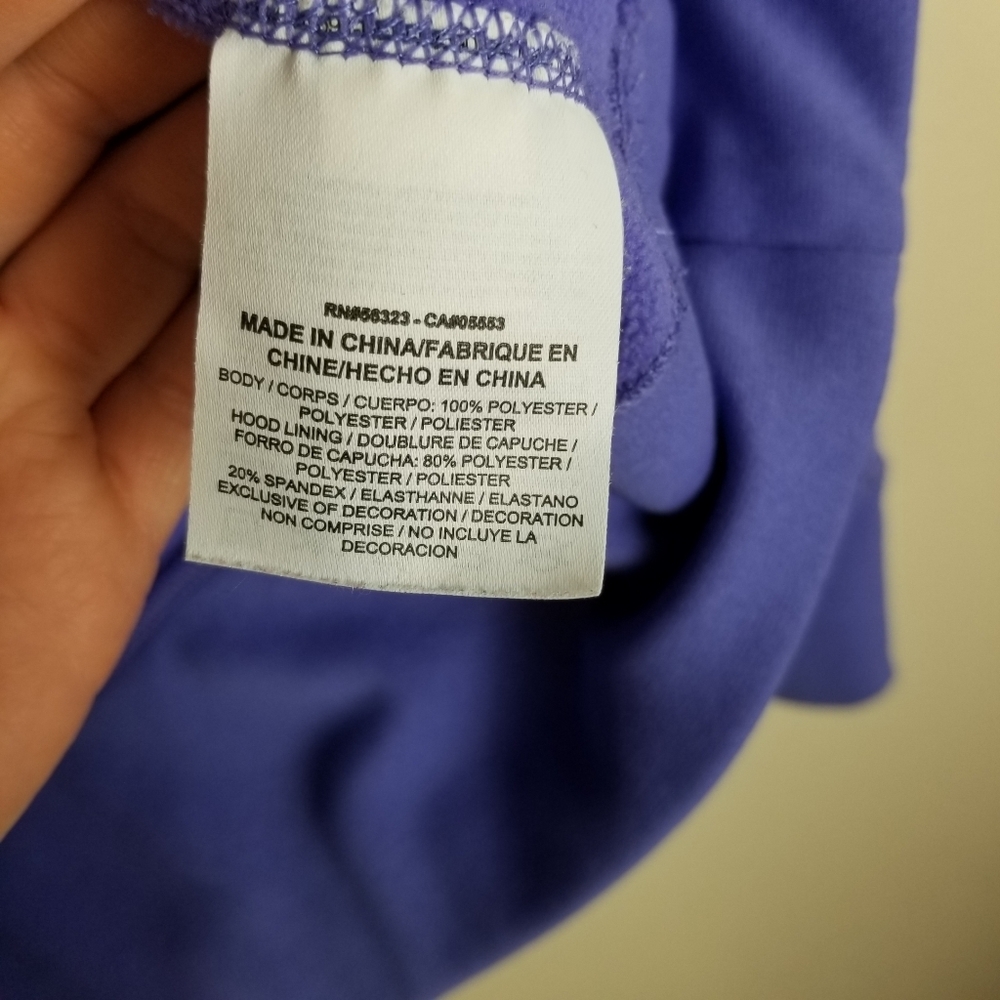 RN#56323 - CA#05553
MADE IN CHINA/FABRIQUE EN
CHINE/HECHO EN CHINA
BODY / CORPS / CUERPO: 100% POLYESTER /
POLYESTER / POLIESTER
HOOD LINING / DOUBLURE DE CAPUCHE /
FORRO DE CAPUCHA: 80% POLYESTER /
POLYESTER / POLIESTER
20% SPANDEX / ELASTHANNE / ELASTANO
EXCLUSIVE OF DECORATION / DECORATION
NON COMPRISE / NO INCLUYE LA
DECORACION